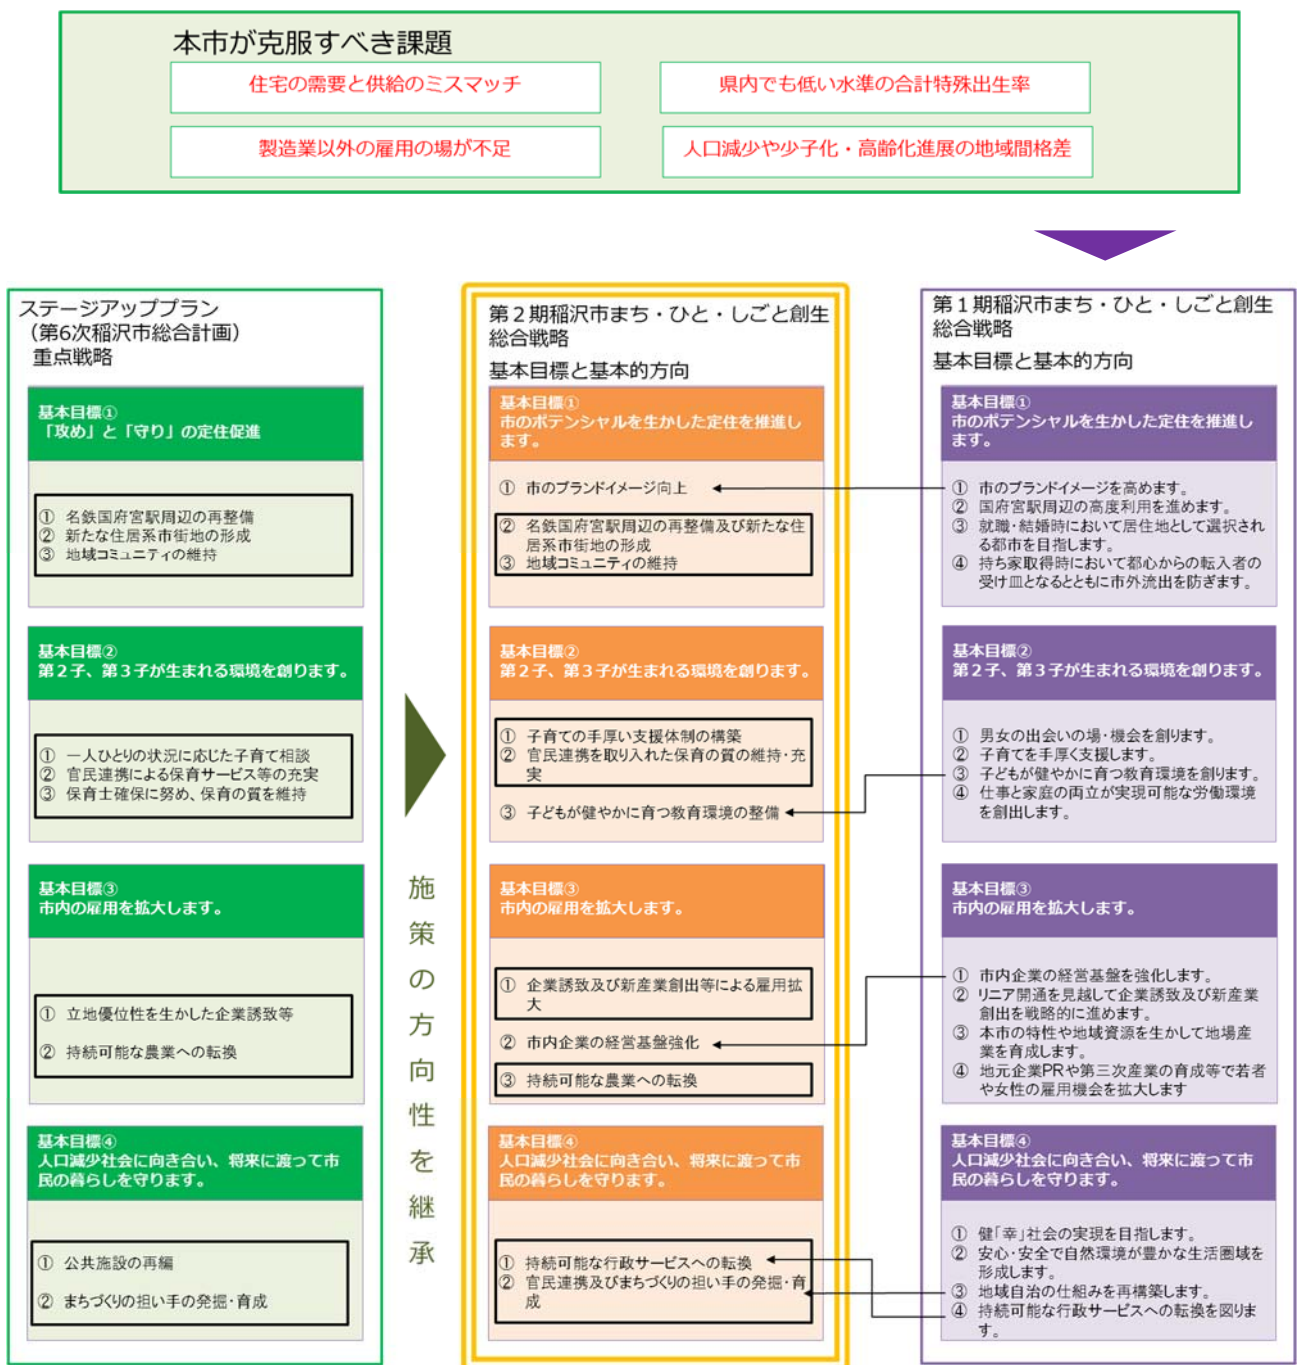 本市が克服すべき課題
住宅の需要と供給のミスマッチ
県内でも低い水準の合計特殊出生率
製造業以外の雇用の場が不足
人口減少や少子化・高齢化進展の地域間格差
ステージアッププラン
（第6次稲沢市総合計画）
重点戦略
基本目標①
「攻め」と「守り」の定住促進
① 名鉄国府宮駅周辺の再整備
② 新たな住居系市街地の形成
③ 地域コミュニティの維持
基本目標②
第２子、第３子が生まれる環境を創ります。
① 一人ひとりの状況に応じた子育て相談
② 官民連携による保育サービス等の充実
③ 保育士確保に努め、保育の質を維持
基本目標③
市内の雇用を拡大します。
① 立地優位性を生かした企業誘致等
② 持続可能な農業への転換
基本目標④
人口減少社会に向き合い、将来に渡って市
民の暮らしを守ります。
① 公共施設の再編
② まちづくりの担い手の発掘・育成
施策の方向性を継承
第２期稲沢市まち・ひと・しごと創生
総合戦略
基本目標と基本的方向
基本目標①
市のポテンシャルを生かした定住を推進し
ます。
① 市のブランドイメージ向上
② 名鉄国府宮駅周辺の再整備及び新たな住
居系市街地の形成
③ 地域コミュニティの維持
基本目標②
第２子、第３子が生まれる環境を創ります。
① 子育ての手厚い支援体制の構築
② 官民連携を取り入れた保育の質の維持・充
実
③ 子どもが健やかに育つ教育環境の整備
基本目標③
市内の雇用を拡大します。
① 企業誘致及び新産業創出等による雇用拡
大
② 市内企業の経営基盤強化
③ 持続可能な農業への転換
基本目標④
人口減少社会に向き合い、将来に渡って市
民の暮らしを守ります。
① 持続可能な行政サービスへの転換
② 官民連携及びまちづくりの担い手の発掘・育
成
第１期稲沢市まち・ひと・しごと創生
総合戦略
基本目標と基本的方向
基本目標①
市のポテンシャルを生かした定住を推進し
ます。
① 市のブランドイメージを高めます。
② 国府宮駅周辺の高度利用を進めます。
③ 就職・結婚時において居住地として選択され
る都市を目指します。
④ 持ち家取得時において都心からの転入者の
受け皿となるとともに市外流出を防ぎます。
基本目標②
第２子、第３子が生まれる環境を創ります。
① 男女の出会いの場・機会を創ります。
② 子育てを手厚く支援します。
③ 子どもが健やかに育つ教育環境を創ります。
④ 仕事と家庭の両立が実現可能な労働環境
を創出します。
基本目標③
市内の雇用を拡大します。
① 市内企業の経営基盤を強化します。
② リニア開通を見越して企業誘致及び新産業
創出を戦略的に進めます。
③ 本市の特性や地域資源を生かして地場産
業を育成します。
④ 地元企業PRや第三次産業の育成等で若者
や女性の雇用機会を拡大します
基本目標④
人口減少社会に向き合い、将来に渡って市
民の暮らしを守ります。
① 健「幸」社会の実現を目指します。
② 安心・安全で自然環境が豊かな生活圏域を
形成します。
③ 地域自治の仕組みを再構築します。
④ 持続可能な行政サービスへの転換を図りま
す。